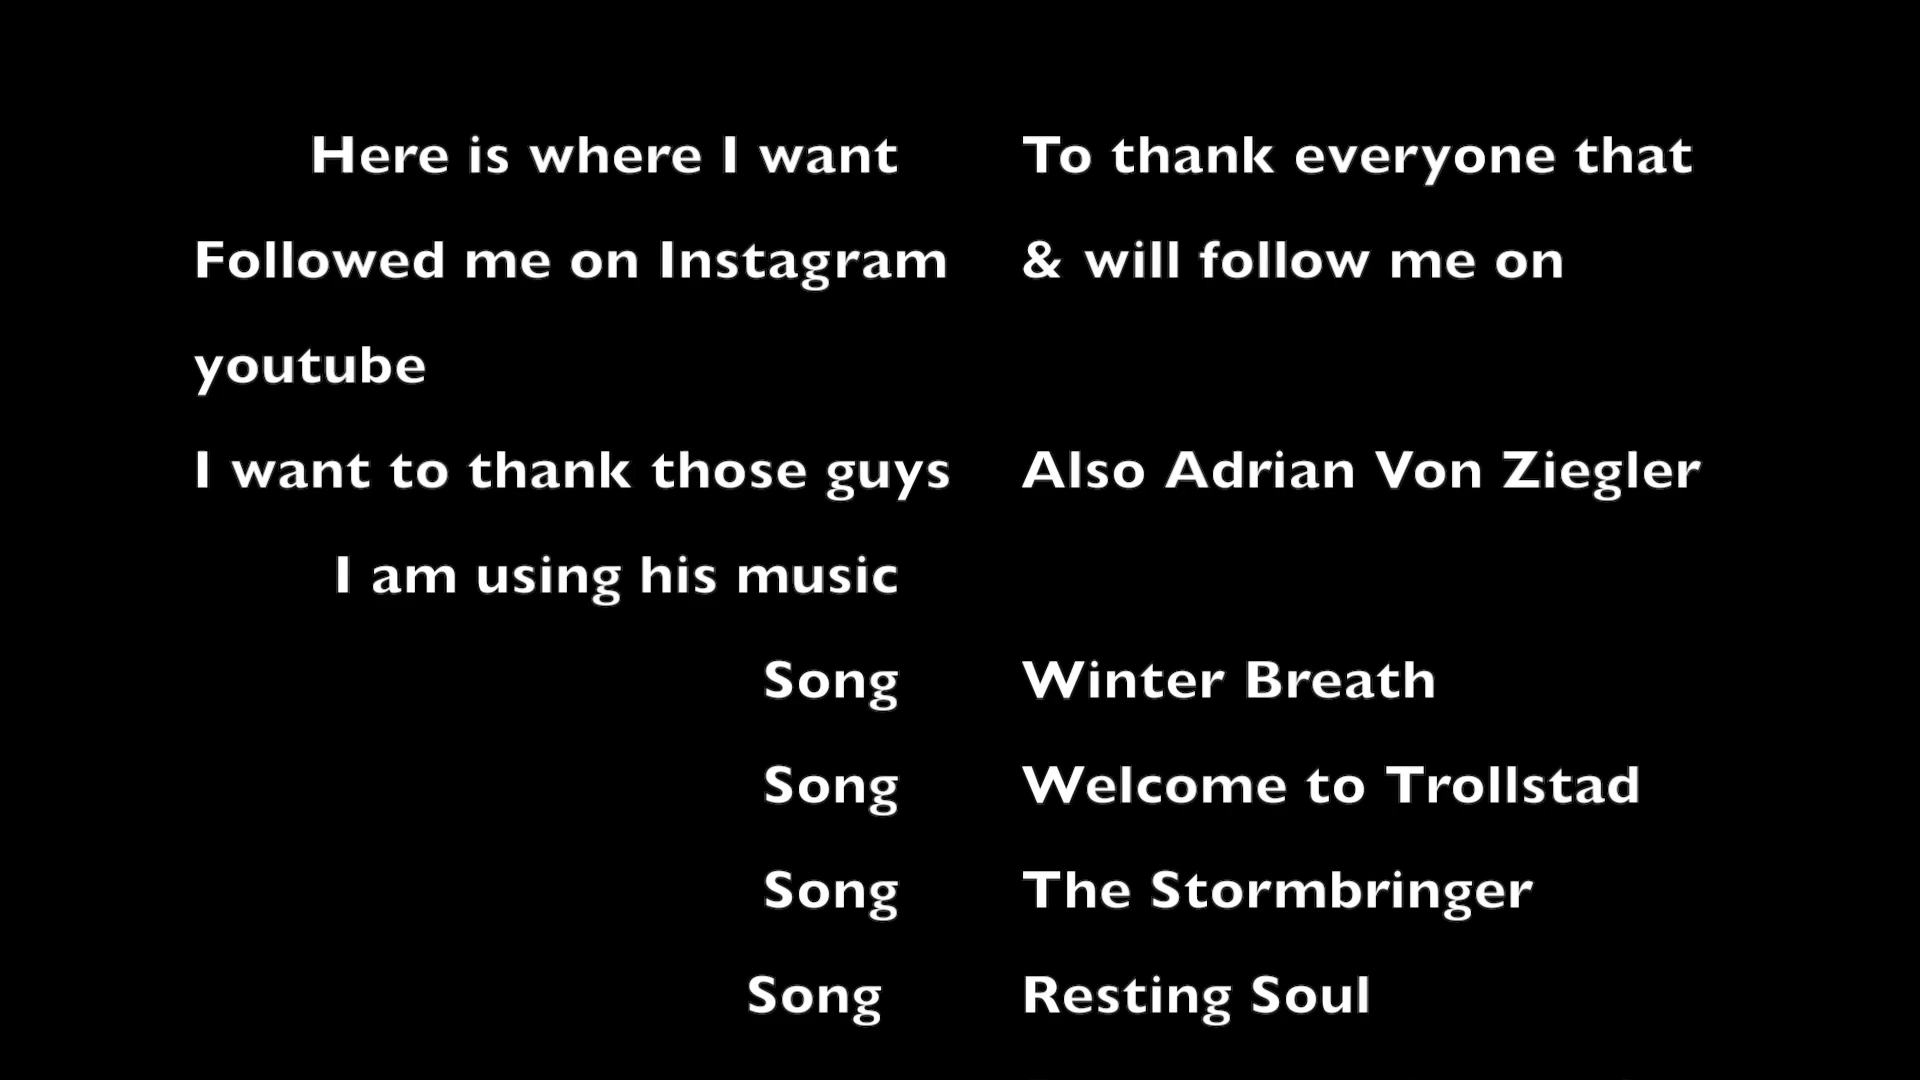 Here is where I want To thank everyone that
Followed me on Instagram & will follow me on
youtube
I want to thank those guys Also Adrian Von Ziegler
I am using his music
Song Winter Breath
Song Welcome to Trollstad
Song The Stormbringer
Song Resting Soul